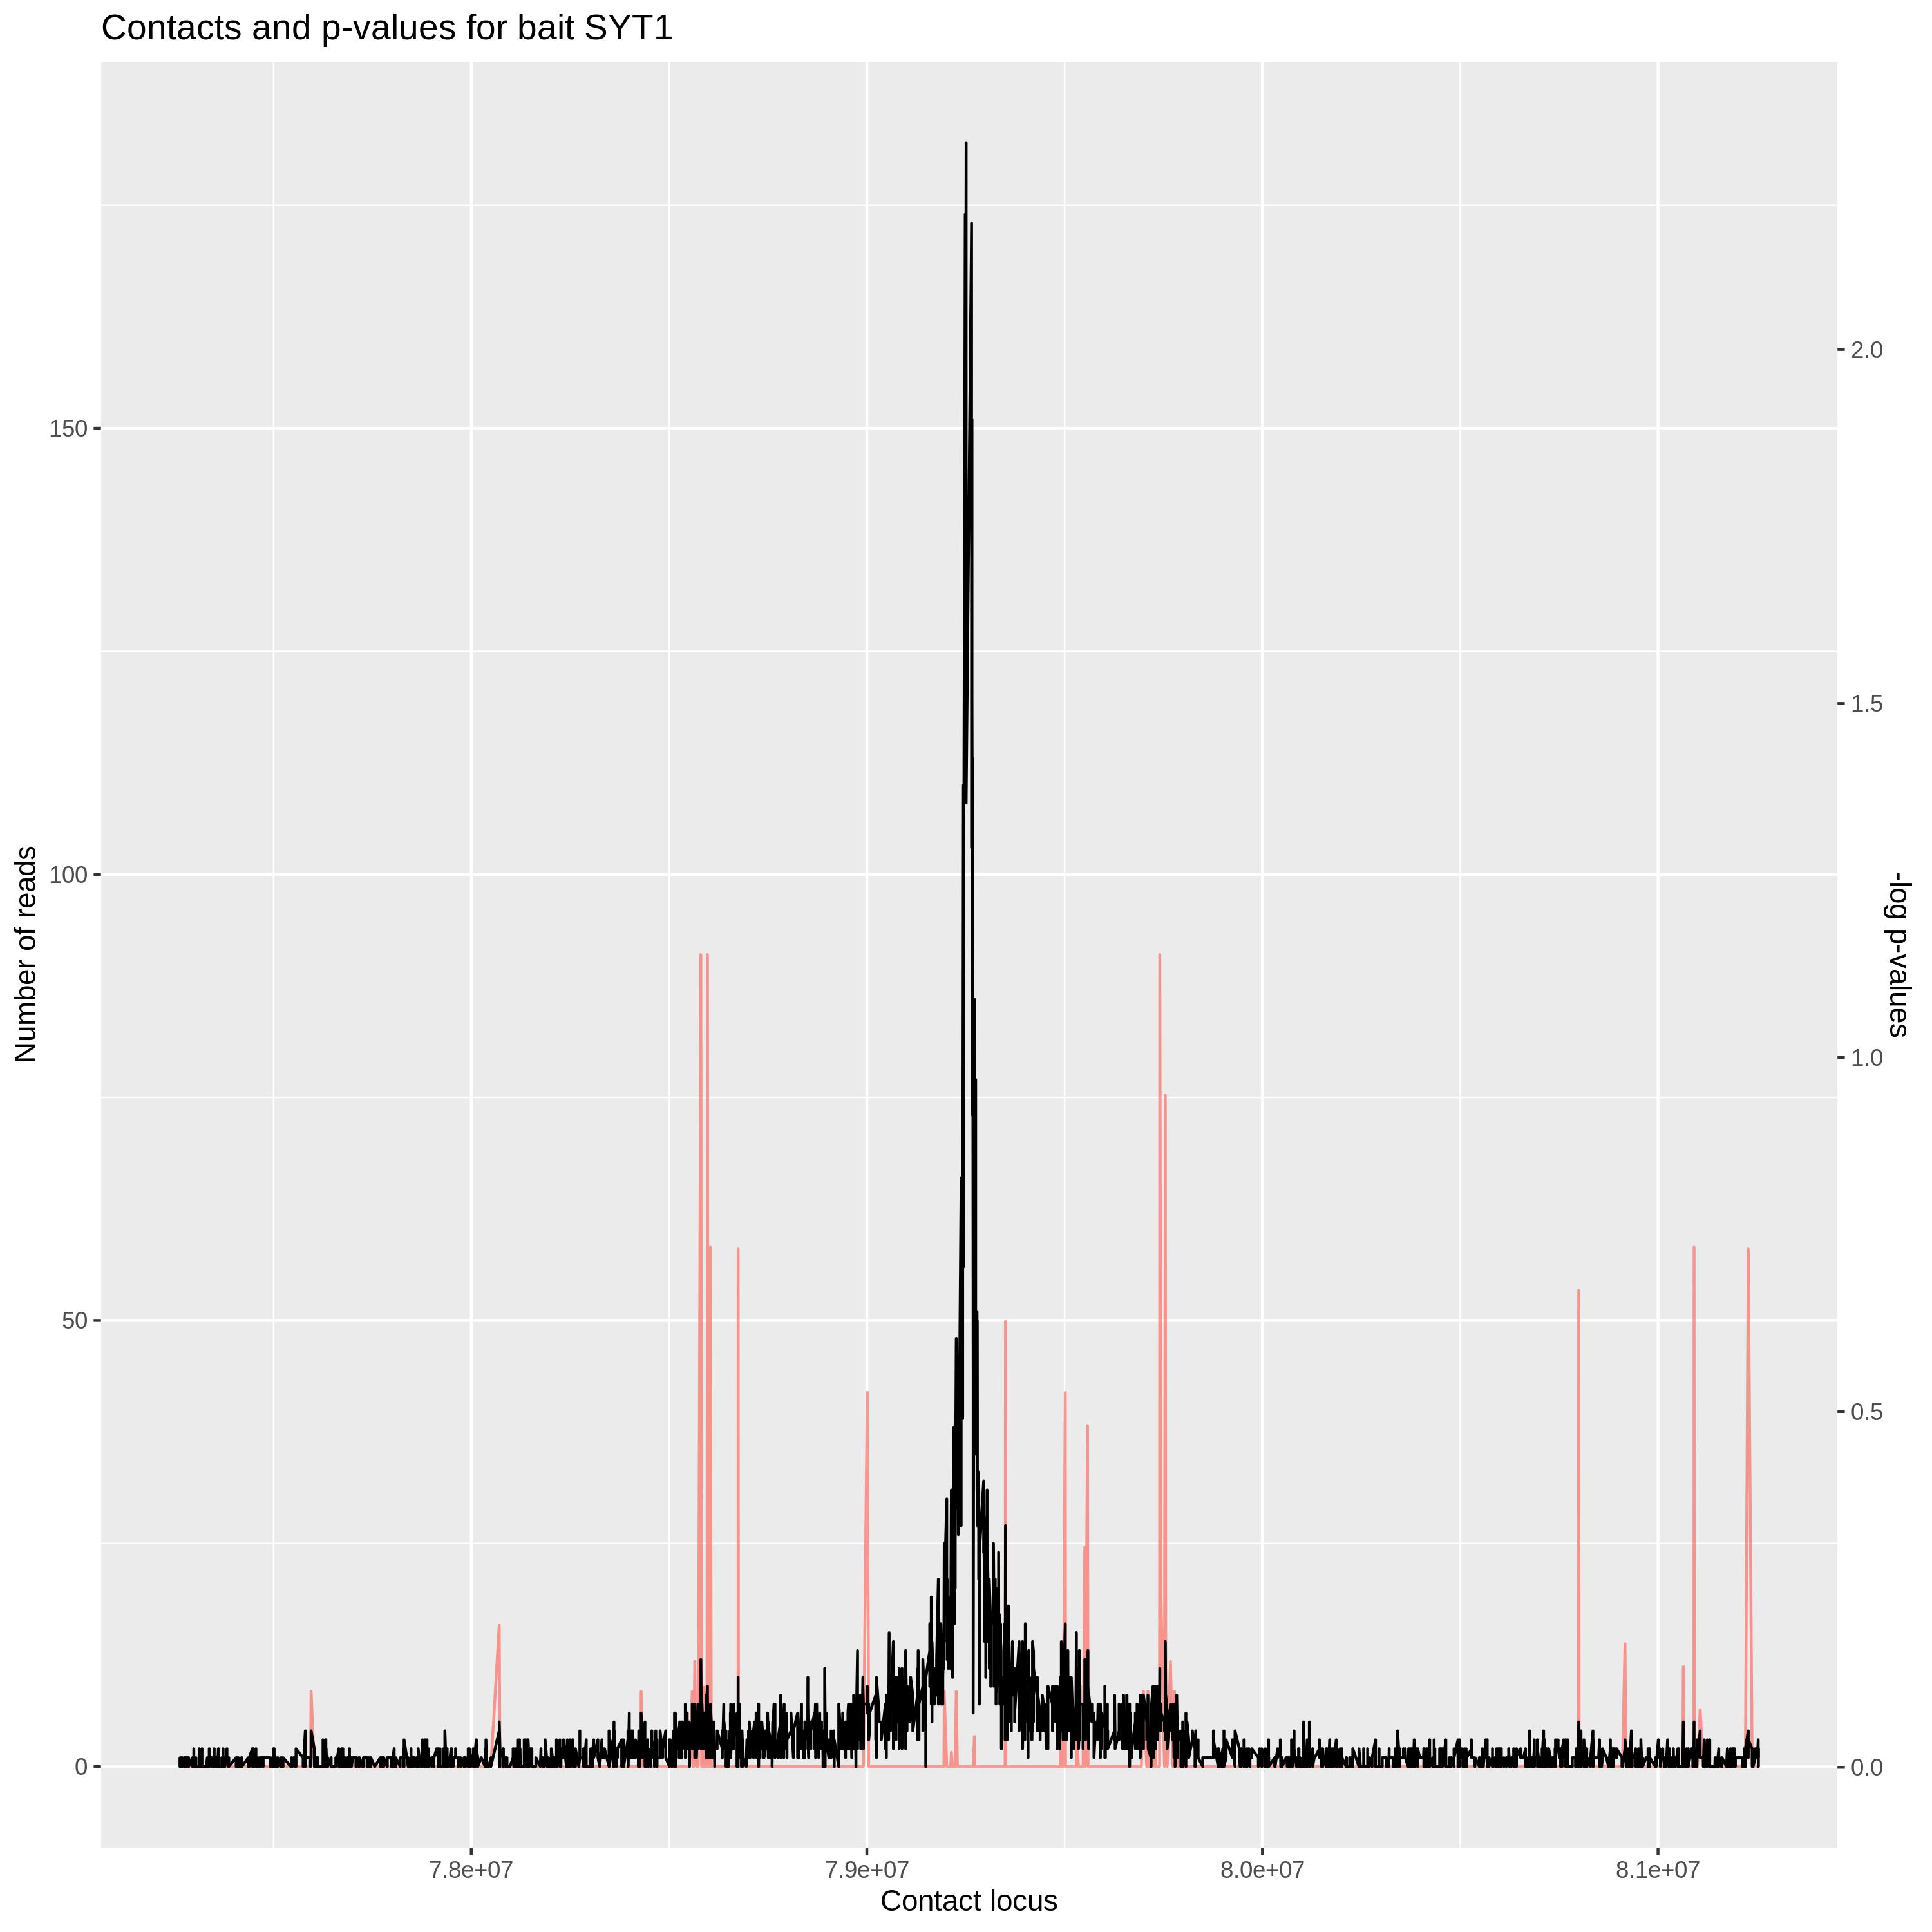 Contacts and p-values for bait SYT1
Number of reads
150
100
50
0
2.0
1.5
1.0
0.5
0.0
-log p-values
7.8e+07
7.9e+07
8.0e+07
8.1e+07
Contact locus